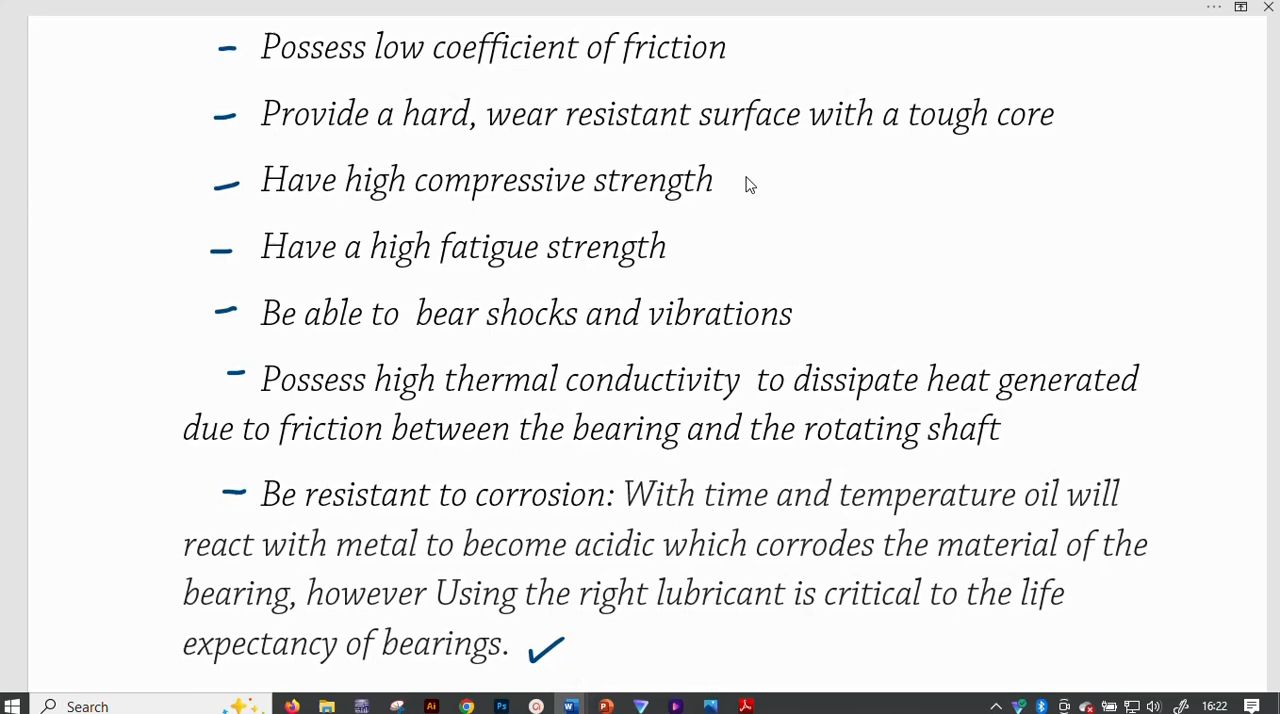 Possess low coefficient of friction
Provide a hard, wear resistant surface with a tough core
Have high compressive strength
Have a high fatigue strength
Be able to bear shocks and vibrations
Possess high thermal conductivity to dissipate heat generated
due to friction between the bearing and the rotating shaft
Be resistant to corrosion: With time and temperature oil will
react with metal to become acidic which corrodes the material of the
bearing, however Using the right lubricant is critical to the life
expectancy of bearings.
Search
16:22